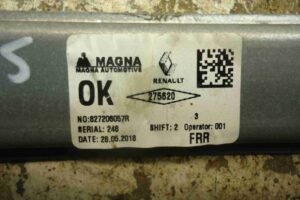 S
MAGNA
MAGNA AUTOMOTIVE
RENAULT
OK
275620
NO:827206057R
3
SERIAL: 248
SHIFT: 2 Operator: 001
DATE: 28.05.2018
FRR